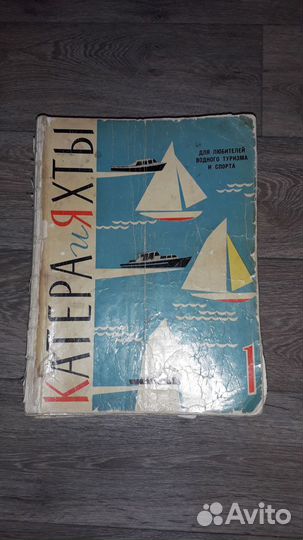 КАТЕРА и ЯХТЫ
ДЛЯ ЛЮБИТЕЛЕЙ
ВОДНОГО ТУРИЗМА
И СПОРТА
1
Avito